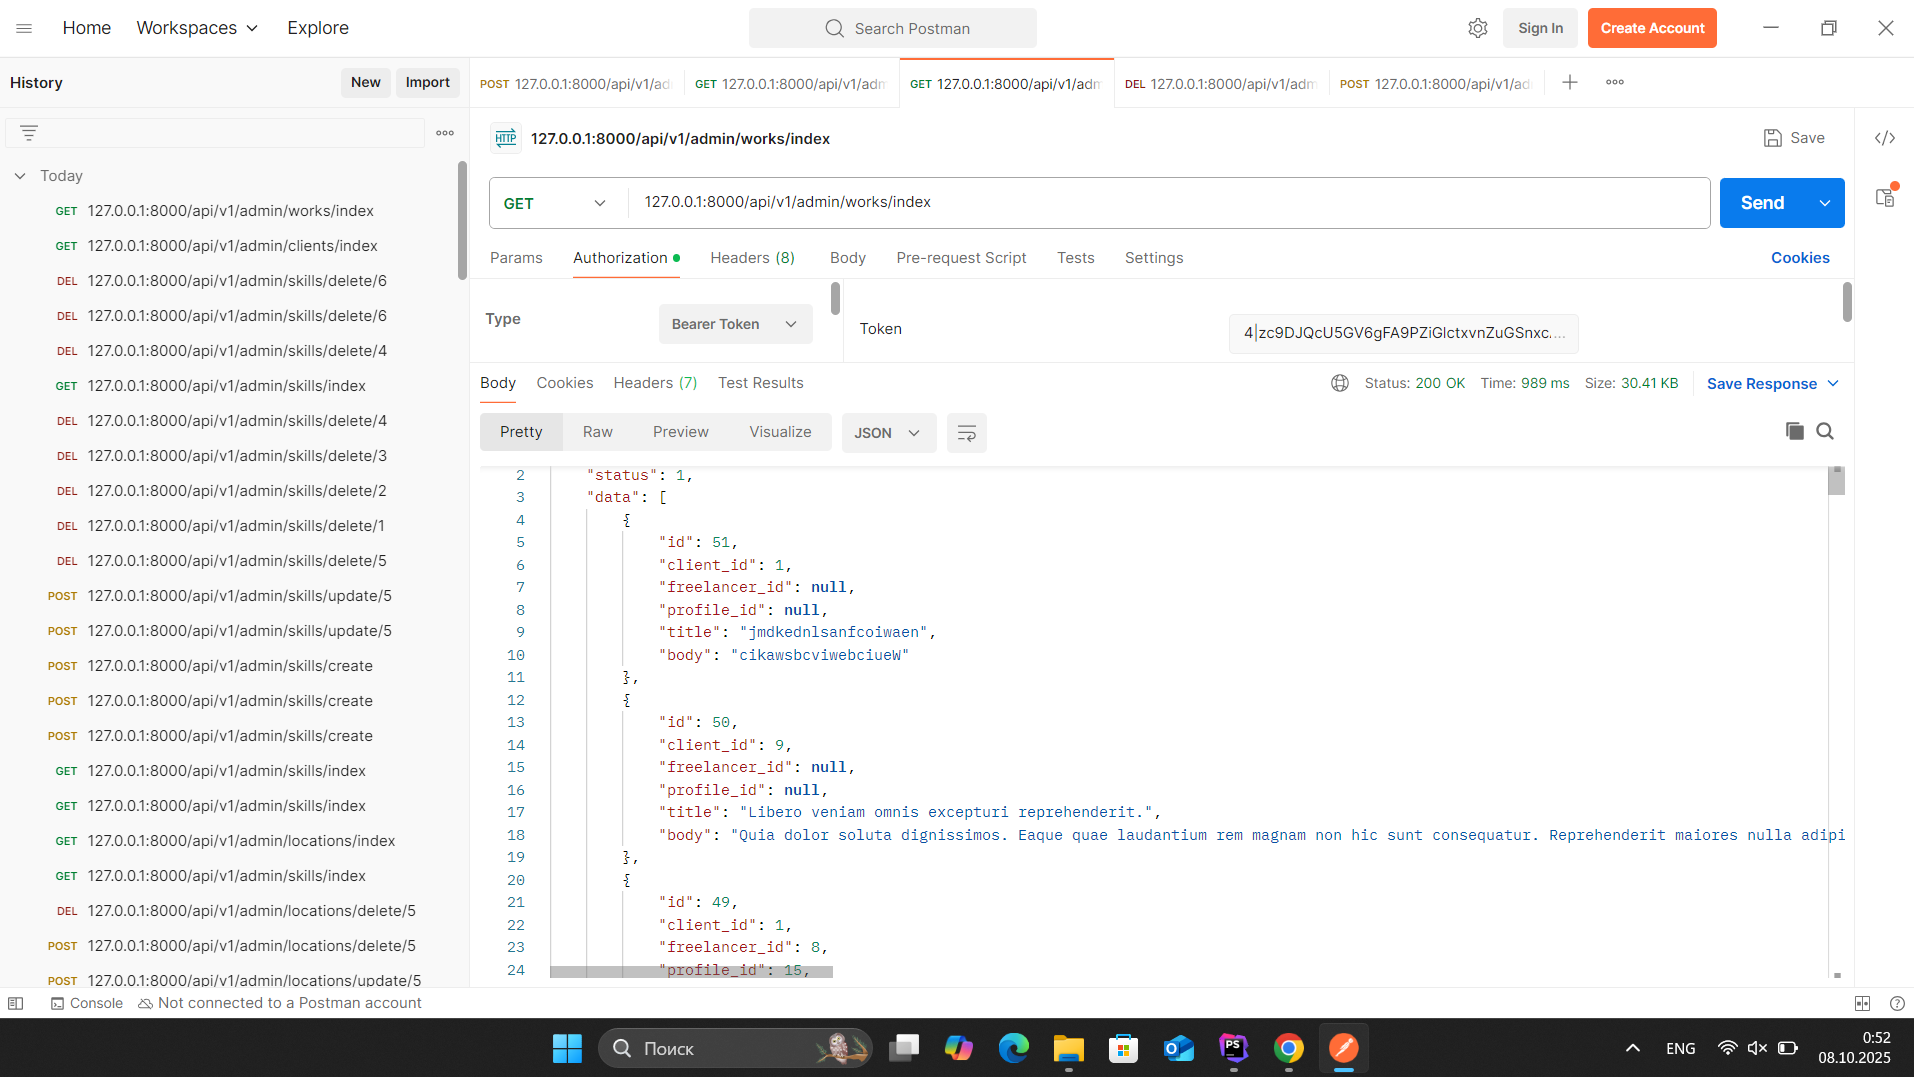 Home Workspaces Explore Search Postman Sign In Create Account
History New Import
POST 127.0.0.1:8000/api/v1/ad GET 127.0.0.1:8000/api/v1/adm GET 127.0.0.1:8000/api/v1/adm DEL 127.0.0.1:8000/api/v1/adm POST 127.0.0.1:8000/api/v1/ad
HTTP 127.0.0.1:8000/api/v1/admin/works/index Save
GET 127.0.0.1:8000/api/v1/admin/works/index Send
Params Authorization Headers (8) Body Pre-request Script Tests Settings Cookies
Type Bearer Token Token 4|zc9DJQcU5GV6gFA9PZiGlctxvnZuGSnxc....
Body Cookies Headers (7) Test Results Status: 200 OK Time: 989 ms Size: 30.41 KB Save Response
Pretty Raw Preview Visualize JSON
Today
GET 127.0.0.1:8000/api/v1/admin/works/index
GET 127.0.0.1:8000/api/v1/admin/clients/index
DEL 127.0.0.1:8000/api/v1/admin/skills/delete/6
DEL 127.0.0.1:8000/api/v1/admin/skills/delete/6
DEL 127.0.0.1:8000/api/v1/admin/skills/delete/4
GET 127.0.0.1:8000/api/v1/admin/skills/index
DEL 127.0.0.1:8000/api/v1/admin/skills/delete/4
DEL 127.0.0.1:8000/api/v1/admin/skills/delete/3
DEL 127.0.0.1:8000/api/v1/admin/skills/delete/2
DEL 127.0.0.1:8000/api/v1/admin/skills/delete/1
DEL 127.0.0.1:8000/api/v1/admin/skills/delete/5
POST 127.0.0.1:8000/api/v1/admin/skills/update/5
POST 127.0.0.1:8000/api/v1/admin/skills/update/5
POST 127.0.0.1:8000/api/v1/admin/skills/create
POST 127.0.0.1:8000/api/v1/admin/skills/create
POST 127.0.0.1:8000/api/v1/admin/skills/create
GET 127.0.0.1:8000/api/v1/admin/skills/index
GET 127.0.0.1:8000/api/v1/admin/skills/index
GET 127.0.0.1:8000/api/v1/admin/locations/index
GET 127.0.0.1:8000/api/v1/admin/skills/index
DEL 127.0.0.1:8000/api/v1/admin/locations/delete/5
POST 127.0.0.1:8000/api/v1/admin/locations/delete/5
POST 127.0.0.1:8000/api/v1/admin/locations/update/5
2 "status": 1,
3 "data": [
4 {
5 "id": 51,
6 "client_id": 1,
7 "freelancer_id": null,
8 "profile_id": null,
9 "title": "jmdkednlsanfcoiwaen",
10 "body": "cikawsbcviwebciueW"
11 },
12 {
13 "id": 50,
14 "client_id": 9,
15 "freelancer_id": null,
16 "profile_id": null,
17 "title": "Libero veniam omnis excepturi reprehenderit.",
18 "body": "Quia dolor soluta dignissimos. Eaque quae laudantium rem magnam non hic sunt consequatur. Reprehenderit maiores nulla adipi
19 },
20 {
21 "id": 49,
22 "client_id": 1,
23 "freelancer_id": 8,
24 "profile_id": 15,
Console Not connected to a Postman account
Поиск PS ENG 0:52
08.10.2025